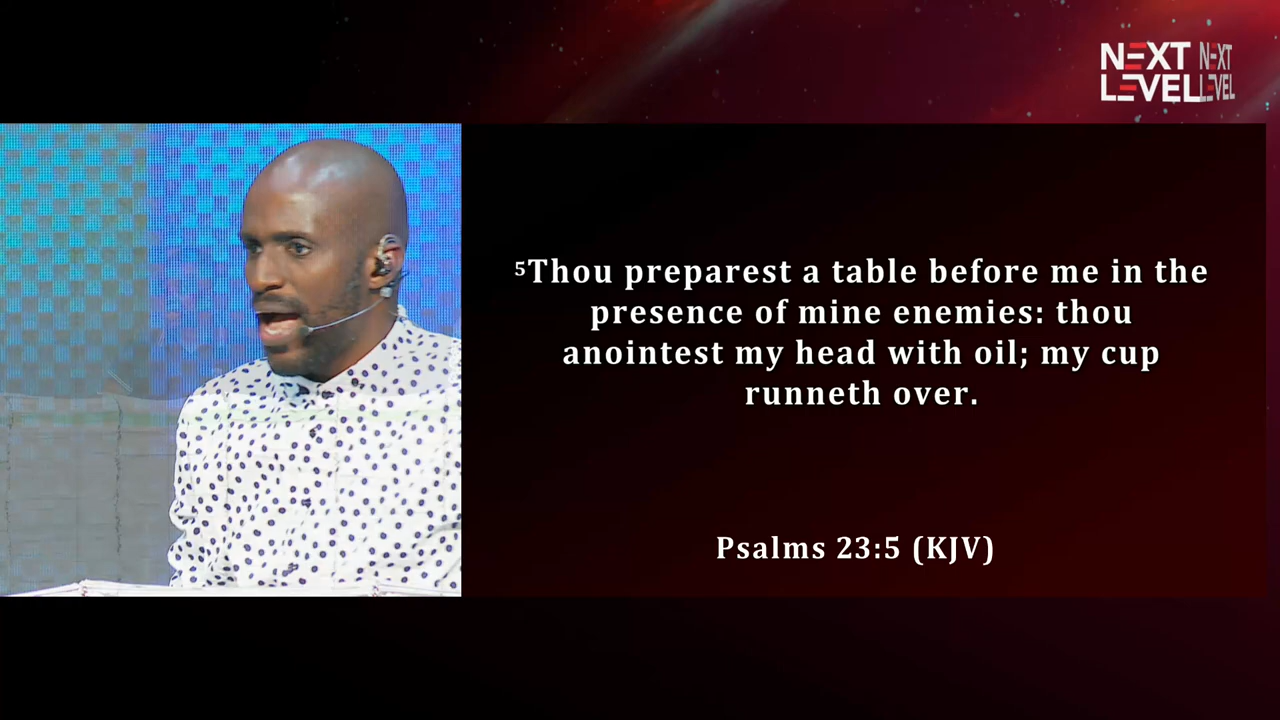 NEXT NEXT
LEVEL LEVEL
⁵Thou preparest a table before me in the
presence of mine enemies: thou
anointest my head with oil; my cup
runneth over.
Psalms 23:5 (KJV)